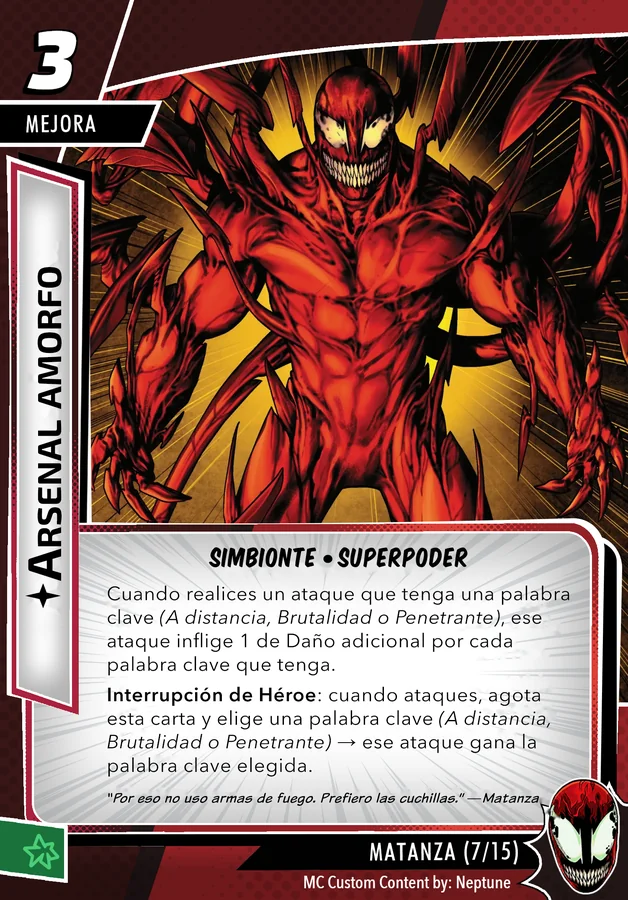 3
MEJORA
ARSENAL AMORFO
SIMBIONTE • SUPERPODER
Cuando realices un ataque que tenga una palabra
clave (A distancia, Brutalidad o Penetrante), ese
ataque inflige 1 de Daño adicional por cada
palabra clave que tenga.
Interrupción de Héroe: cuando ataques, agota
esta carta y elige una palabra clave (A distancia,
Brutalidad o Penetrante) → ese ataque gana la
palabra clave elegida.
"Por eso no uso armas de fuego. Prefiero las cuchillas." —Matanza
MATANZA (7/15)
MC Custom Content by: Neptune